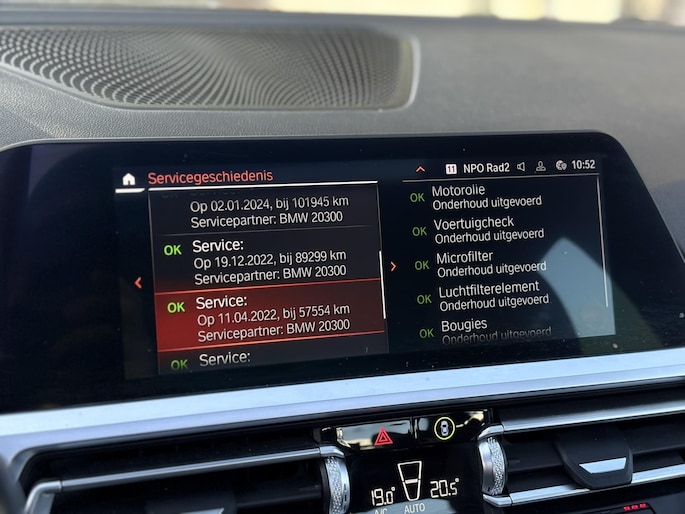 Servicegeschiedenis
11 NPO Rad2 10:52
Op 02.01.2024, bij 101945 km
Servicepartner: BMW 20300
OK Service:
Op 19.12.2022, bij 89299 km
Servicepartner: BMW 20300
OK Service:
Op 11.04.2022, bij 57554 km
Servicepartner: BMW 20300
OK Service:
OK Motorolie
Onderhoud uitgevoerd
OK Voertuigcheck
Onderhoud uitgevoerd
OK Microfilter
Onderhoud uitgevoerd
OK Luchtfilterelement
Onderhoud uitgevoerd
OK Bougies
Onderhoud uitgevoerd
19.0° 20.5°
A/C AUTO